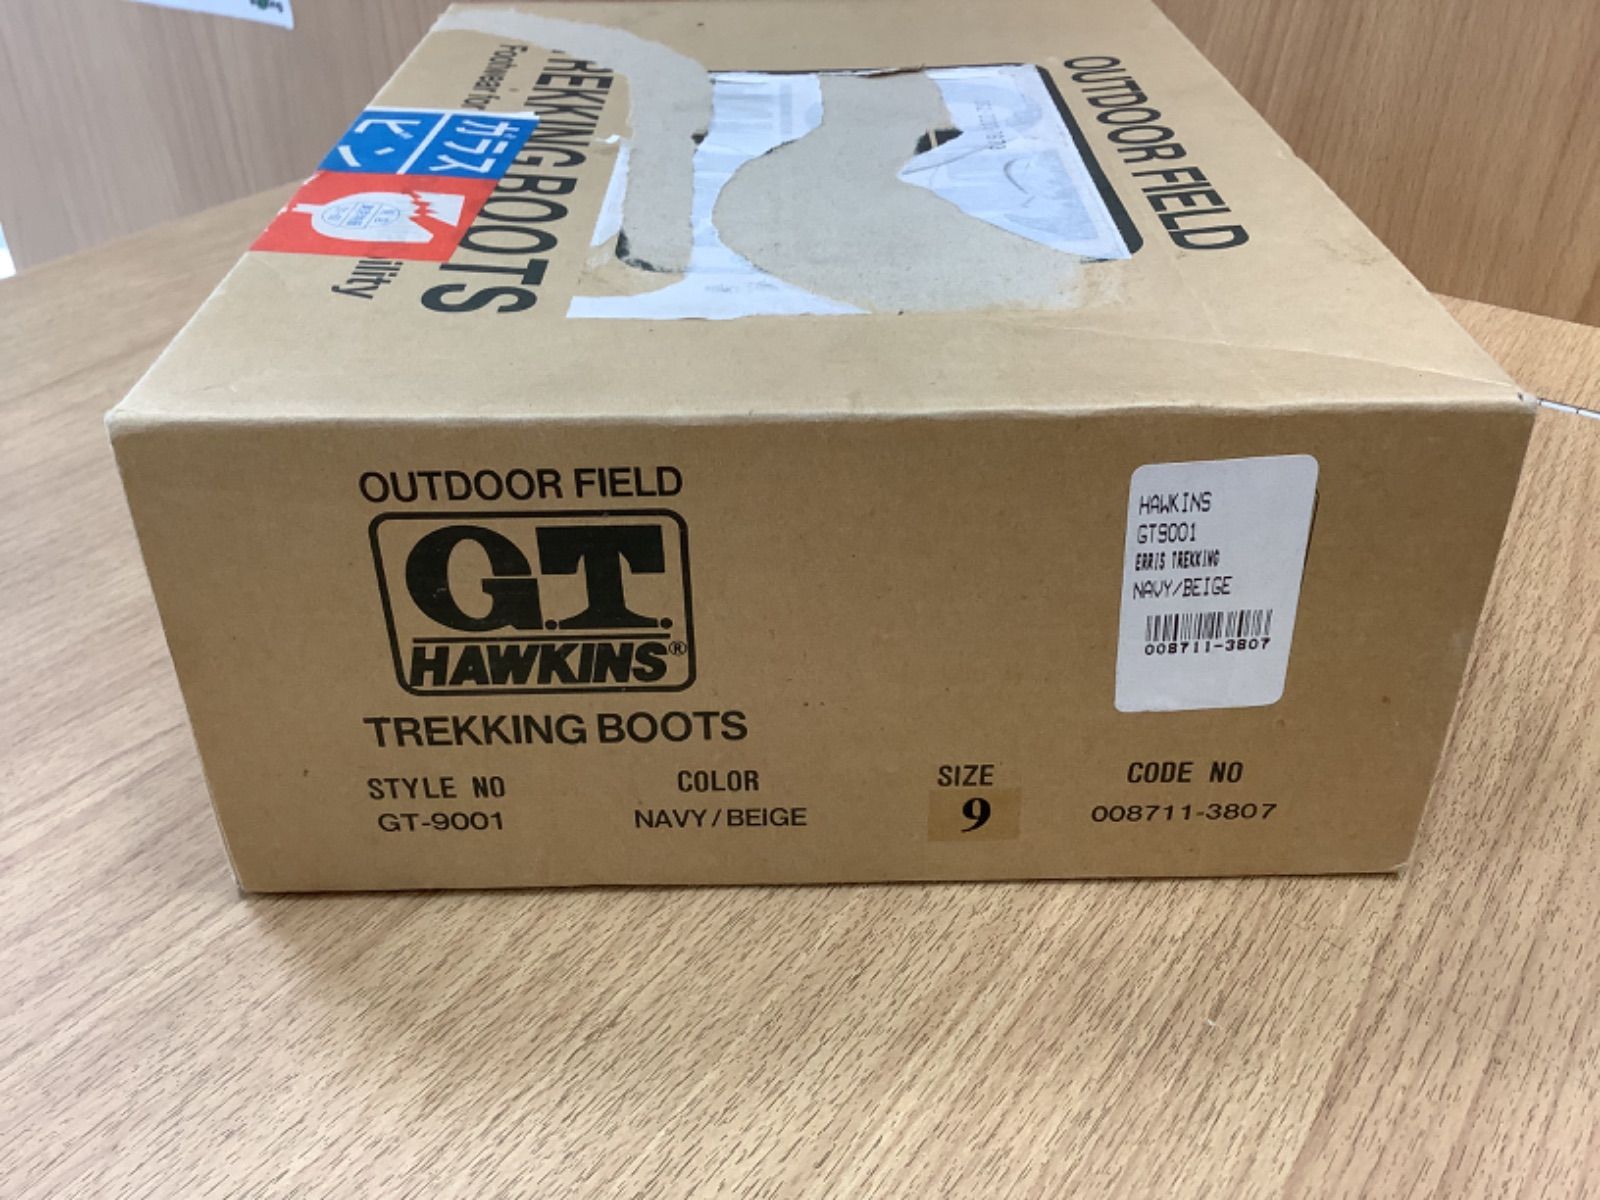 TREKKING BOOTS
Footwear for
ility
OUTDOOR FIELD
ガラス
ビン
OUTDOOR FIELD
G.T.
HAWKINS®
TREKKING BOOTS
STYLE NO
GT-9001
COLOR
NAVY/BEIGE
SIZE
9
CODE NO
008711-3807
HAWKINS
GT9001
ERRIS TREKKING
NAVY/BEIGE
008711-3807